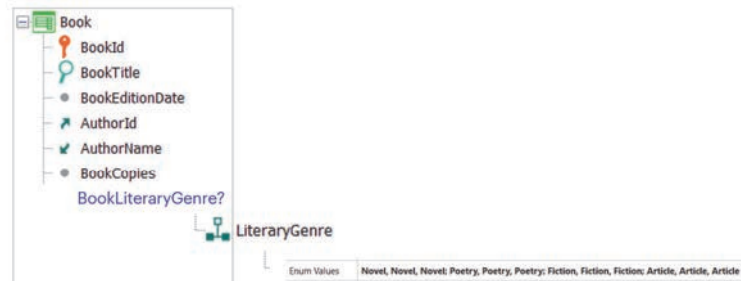 Book
BookId
BookTitle
BookEditionDate
AuthorId
AuthorName
BookCopies
BookLiteraryGenre?
LiteraryGenre
Enum Values Novel, Novel, Novel; Poetry, Poetry, Poetry; Fiction, Fiction, Fiction; Article, Article, Article